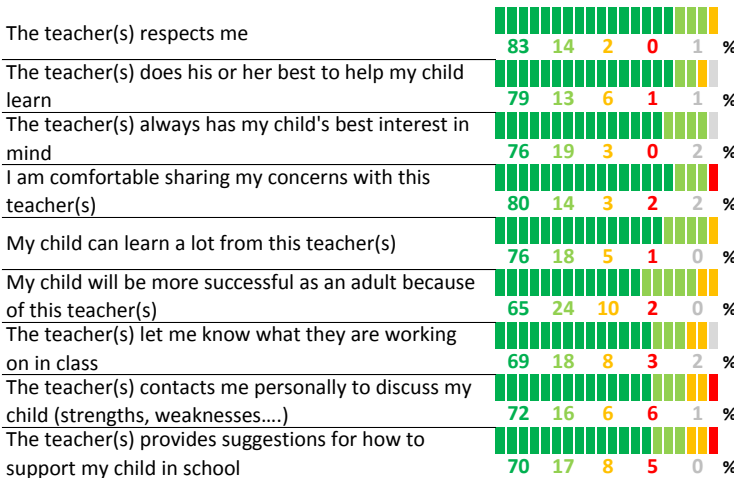 The teacher(s) respects me
83 14 2 0 1 %
The teacher(s) does his or her best to help my child
learn
79 13 6 1 1 %
The teacher(s) always has my child's best interest in
mind
76 19 3 0 2 %
I am comfortable sharing my concerns with this
teacher(s)
80 14 3 2 2 %
My child can learn a lot from this teacher(s)
76 18 5 1 0 %
My child will be more successful as an adult because
of this teacher(s)
65 24 10 2 0 %
The teacher(s) let me know what they are working
on in class
69 18 8 3 2 %
The teacher(s) contacts me personally to discuss my
child (strengths, weaknesses….)
72 16 6 6 1 %
The teacher(s) provides suggestions for how to
support my child in school
70 17 8 5 0 %